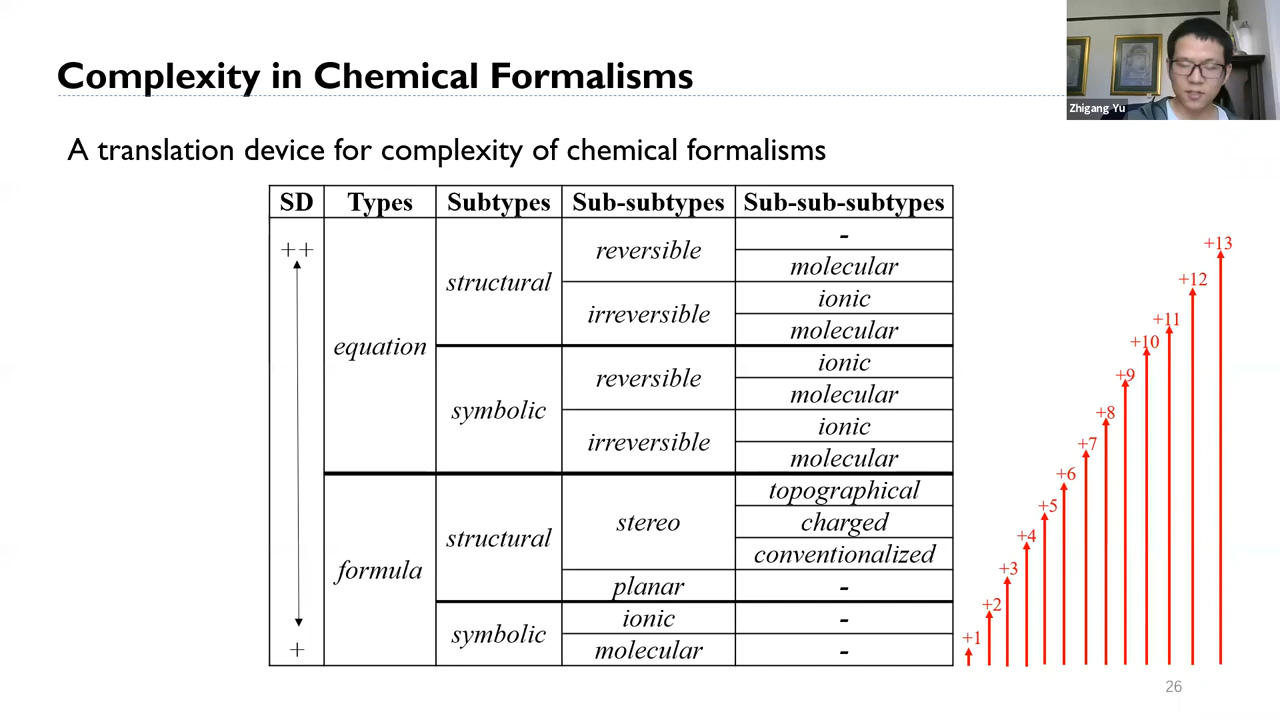 Complexity in Chemical Formalisms
Zhigang Yu
A translation device for complexity of chemical formalisms
SD Types Subtypes Sub-subtypes Sub-sub-subtypes
++ equation structural reversible -
molecular
irreversible ionic
molecular
symbolic reversible ionic
molecular
irreversible ionic
molecular
formula structural stereo topographical
charged
conventionalized
planar -
symbolic ionic -
+ molecular -
+1
+2
+3
+4
+5
+6
+7
+8
+9
+10
+11
+12
+13
26